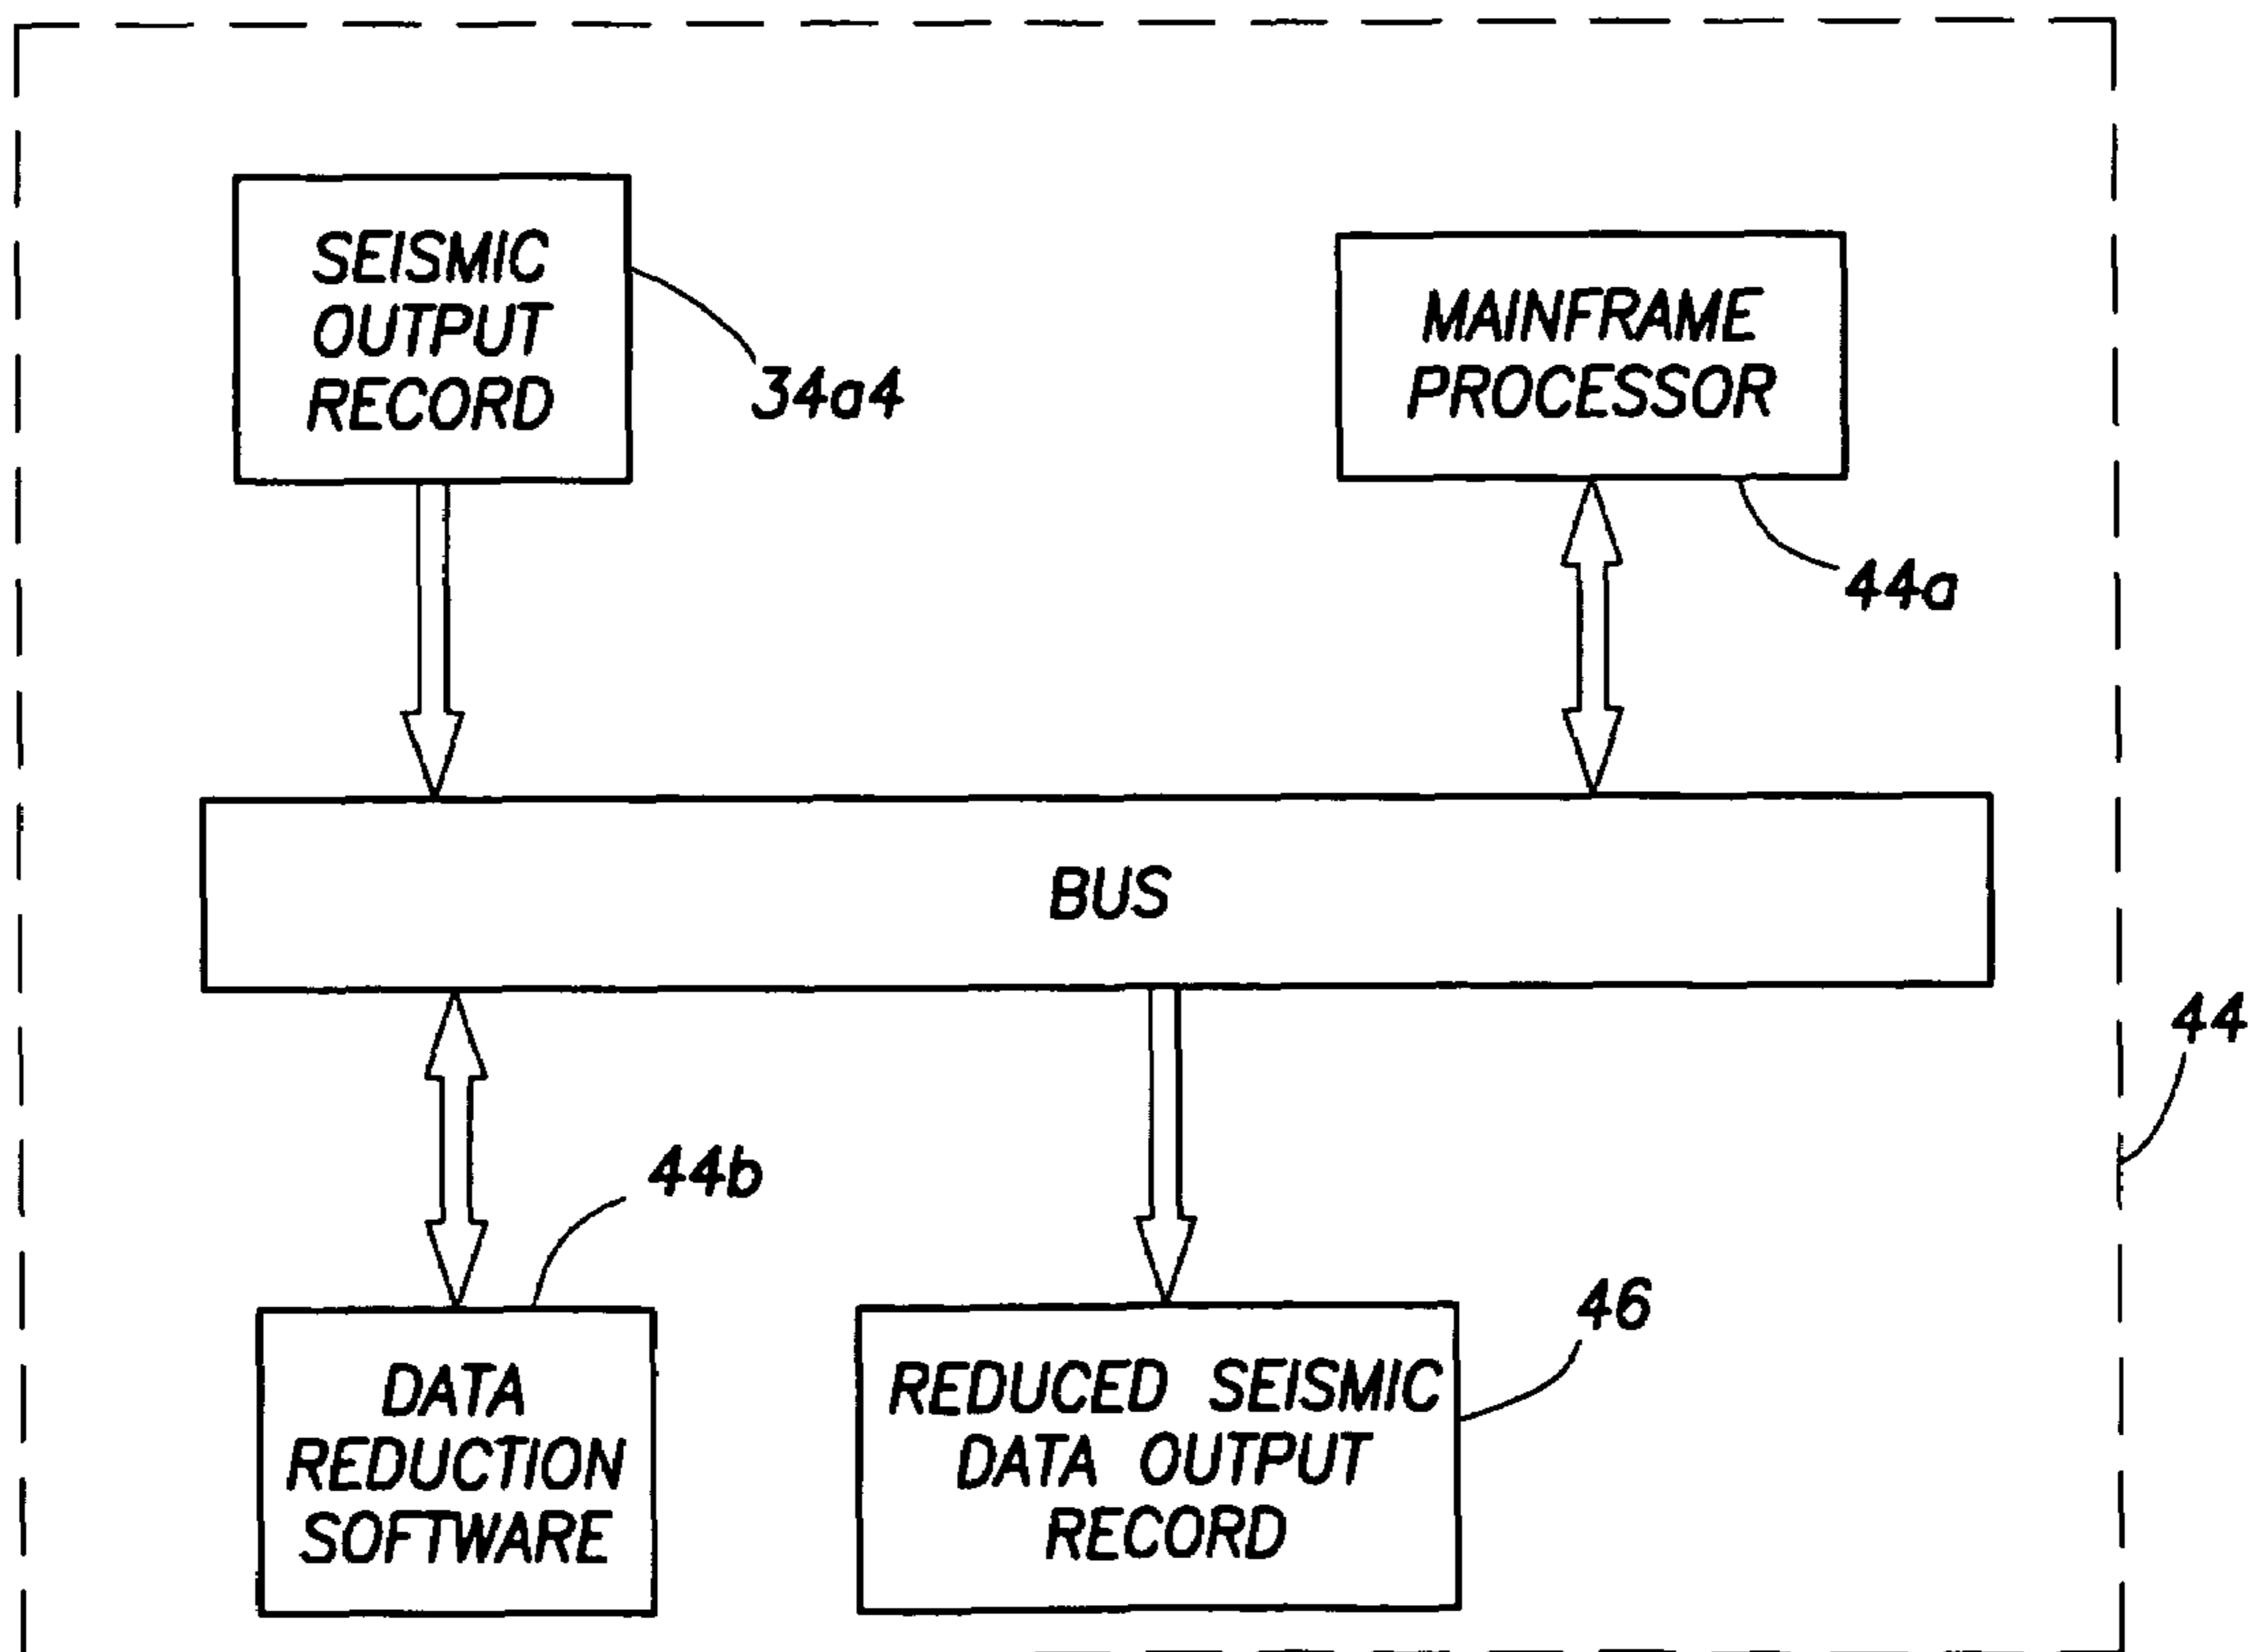 SEISMIC
OUTPUT
RECORD
34a4
MAINFRAME
PROCESSOR
44a
BUS
44
44b
DATA
REDUCTION
SOFTWARE
46
REDUCED SEISMIC
DATA OUTPUT
RECORD